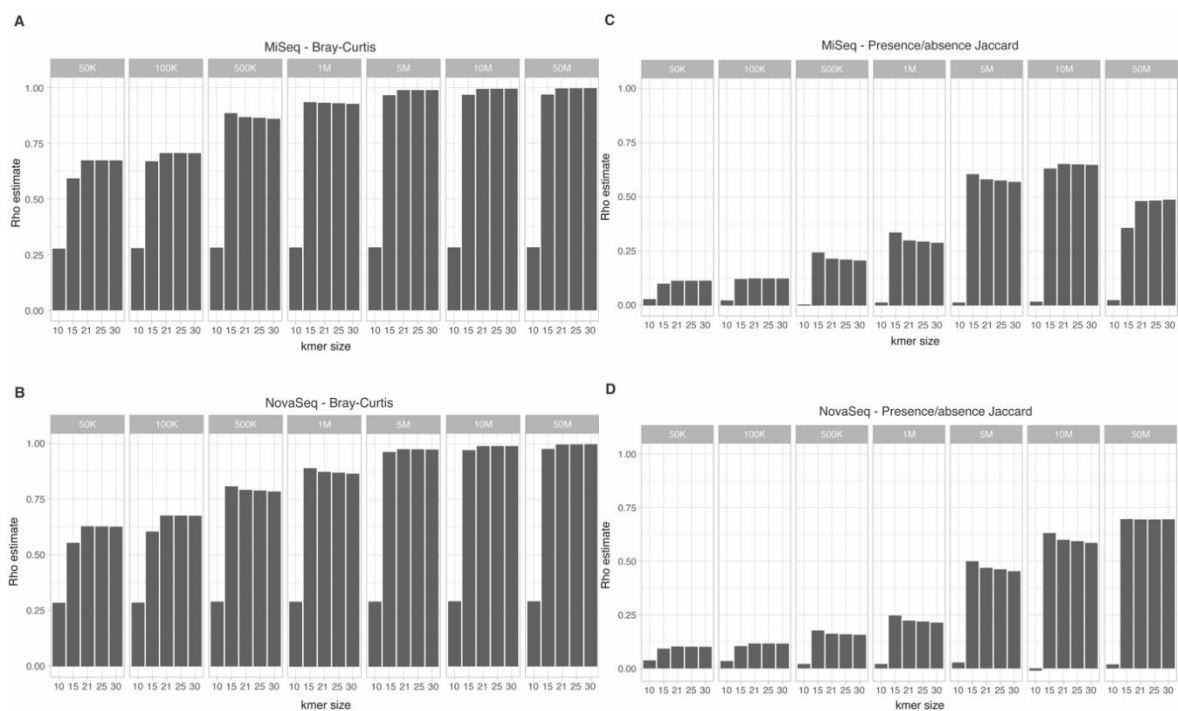 A
MiSeq - Bray-Curtis
50K 100K 500K 1M 5M 10M 50M
1.00
0.75
0.50
0.25
0.00
Rho estimate
10 15 21 25 30 10 15 21 25 30 10 15 21 25 30 10 15 21 25 30 10 15 21 25 30 10 15 21 25 30 10 15 21 25 30
kmer size
B
NovaSeq - Bray-Curtis
50K 100K 500K 1M 5M 10M 50M
1.00
0.75
0.50
0.25
0.00
Rho estimate
10 15 21 25 30 10 15 21 25 30 10 15 21 25 30 10 15 21 25 30 10 15 21 25 30 10 15 21 25 30 10 15 21 25 30
kmer size
C
MiSeq - Presence/absence Jaccard
50K 100K 500K 1M 5M 10M 50M
1.00
0.75
0.50
0.25
0.00
Rho estimate
10 15 21 25 30 10 15 21 25 30 10 15 21 25 30 10 15 21 25 30 10 15 21 25 30 10 15 21 25 30 10 15 21 25 30
kmer size
D
NovaSeq - Presence/absence Jaccard
50K 100K 500K 1M 5M 10M 50M
1.00
0.75
0.50
0.25
0.00
Rho estimate
10 15 21 25 30 10 15 21 25 30 10 15 21 25 30 10 15 21 25 30 10 15 21 25 30 10 15 21 25 30 10 15 21 25 30
kmer size